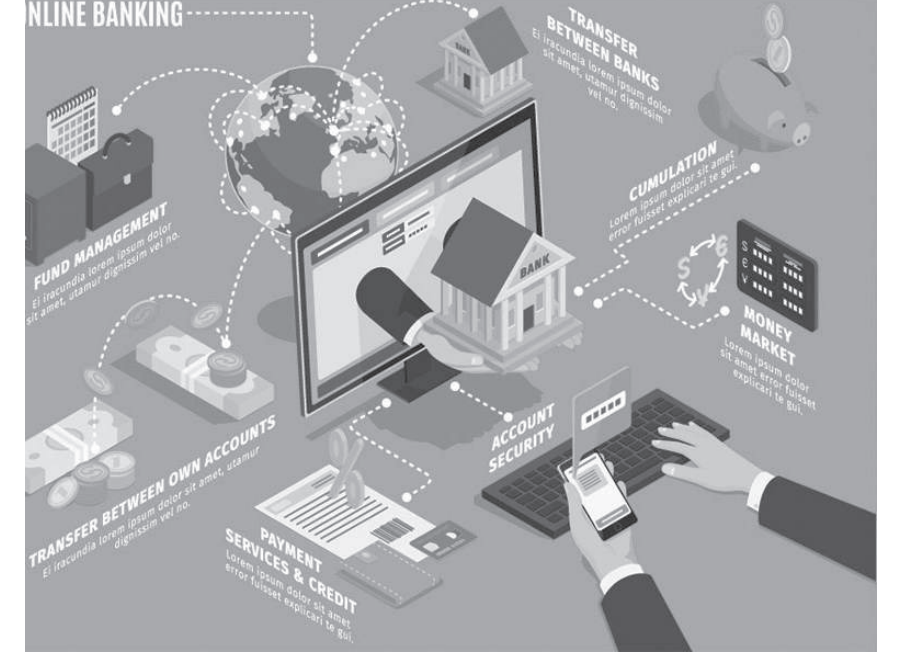 NLINE BANKING
TRANSFER
BETWEEN BANKS
Ei iracundia lorem ipsum dolor
sit amet, utamur dignissim
vel no.
BANK
CUMULATION
Lorem ipsum dolor sit amet
error fuisset explicari te gui.
FUND MANAGEMENT
Ei iracundia lorem ipsum dolor
sit amet, utamur dignissim vel no.
BANK
$ €
¥
$
€
¥
MONEY
MARKET
Lorem ipsum dolor
sit amet error fuisset
explicari te gui.
ACCOUNT
SECURITY
TRANSFER BETWEEN OWN ACCOUNTS
Ei iracundia lorem ipsum dolor sit amet, utamur
dignissim vel no.
PAYMENT
SERVICES & CREDIT
Lorem ipsum dolor sit amet
error fuisset explicari te gui.